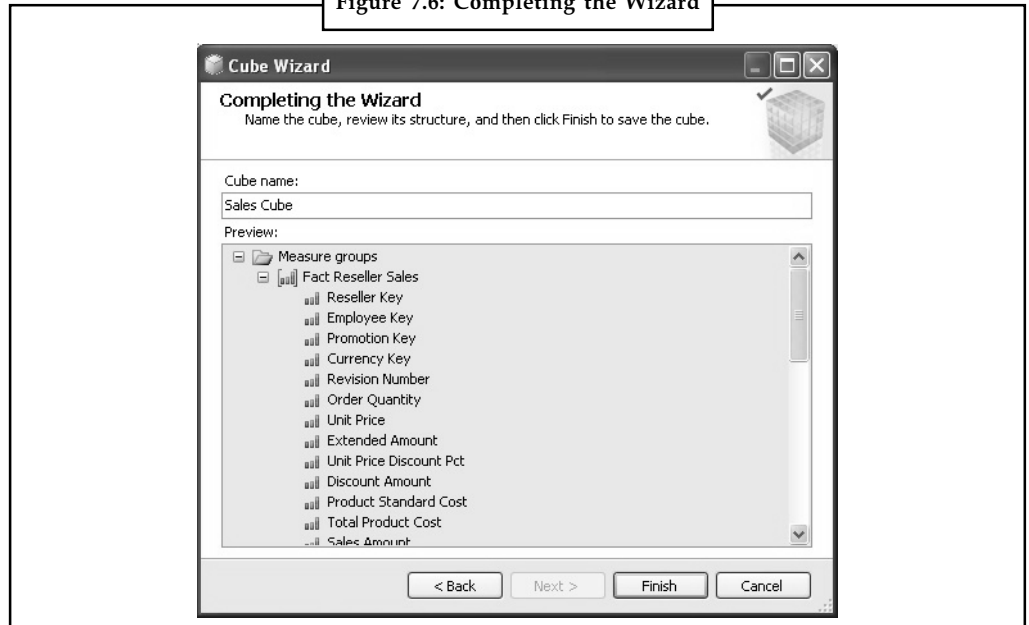 Figure 7.6: Completing the Wizard
Cube Wizard
Completing the Wizard
Name the cube, review its structure, and then click Finish to save the cube.
Cube name:
Sales Cube
Preview:
Measure groups
Fact Reseller Sales
Reseller Key
Employee Key
Promotion Key
Currency Key
Revision Number
Order Quantity
Unit Price
Extended Amount
Unit Price Discount Pct
Discount Amount
Product Standard Cost
Total Product Cost
Sales Amount
< Back Next > Finish Cancel